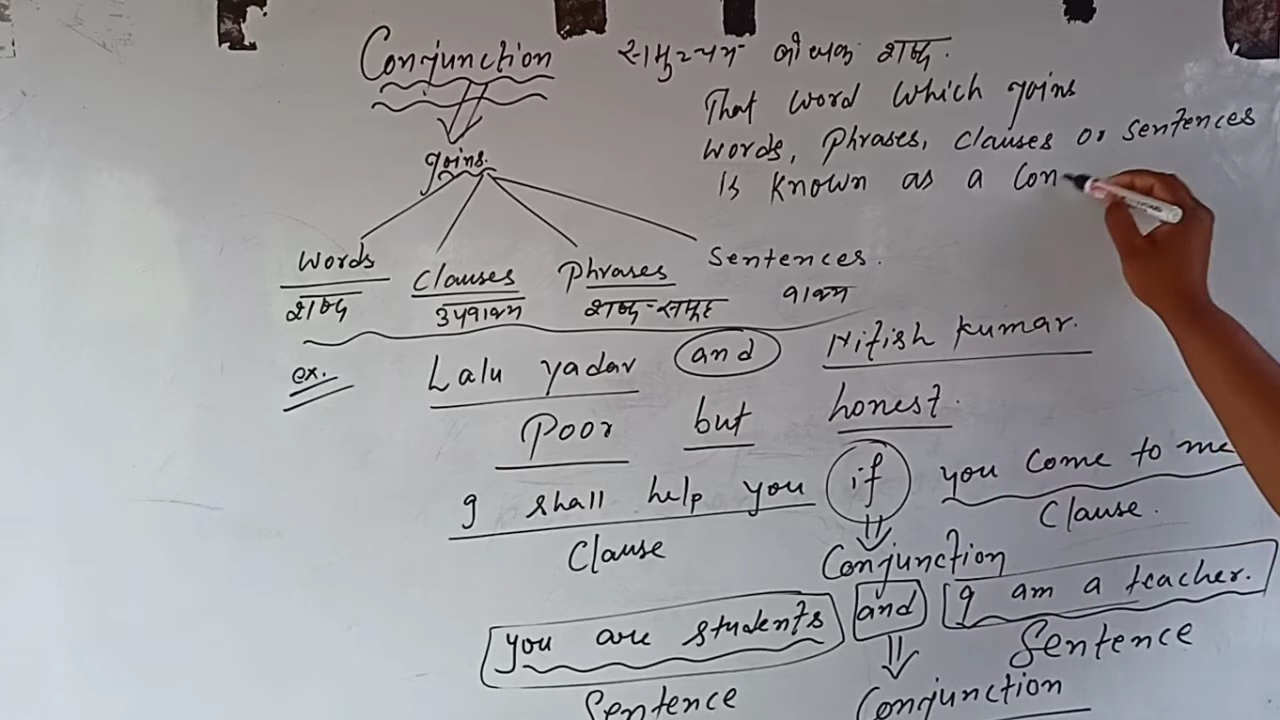 Conjunction समुच्चय बोधक शब्द.
That word which joins
words, phrases, clauses or sentences
is known as a Con
joins.
Words Clauses Phrases Sentences.
शब्द उपवाक्य शब्द-समूह वाक्य
ex. Lalu yadav and Nitish Kumar.
Poor but honest.
I shall help you if you come to me
Clause Clause.
Conjunction
you are students and I am a teacher.
Sentence Sentence
Conjunction